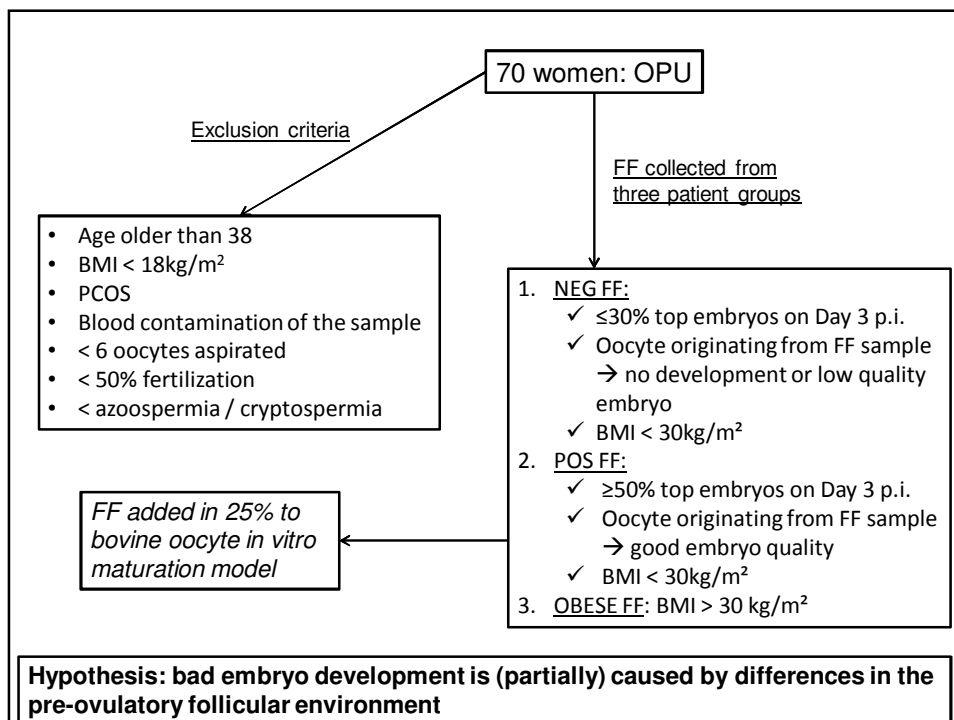 70 women: OPU
Exclusion criteria
FF collected from
three patient groups
• Age older than 38
• BMI < 18kg/m²
• PCOS
• Blood contamination of the sample
• < 6 oocytes aspirated
• < 50% fertilization
• < azoospermia / cryptospermia
1. NEG FF:
✓ ≤30% top embryos on Day 3 p.i.
✓ Oocyte originating from FF sample
→ no development or low quality
embryo
✓ BMI < 30kg/m²
2. POS FF:
✓ ≥50% top embryos on Day 3 p.i.
✓ Oocyte originating from FF sample
→ good embryo quality
✓ BMI < 30kg/m²
3. OBESE FF: BMI > 30 kg/m²
FF added in 25% to
bovine oocyte in vitro
maturation model
Hypothesis: bad embryo development is (partially) caused by differences in the
pre-ovulatory follicular environment